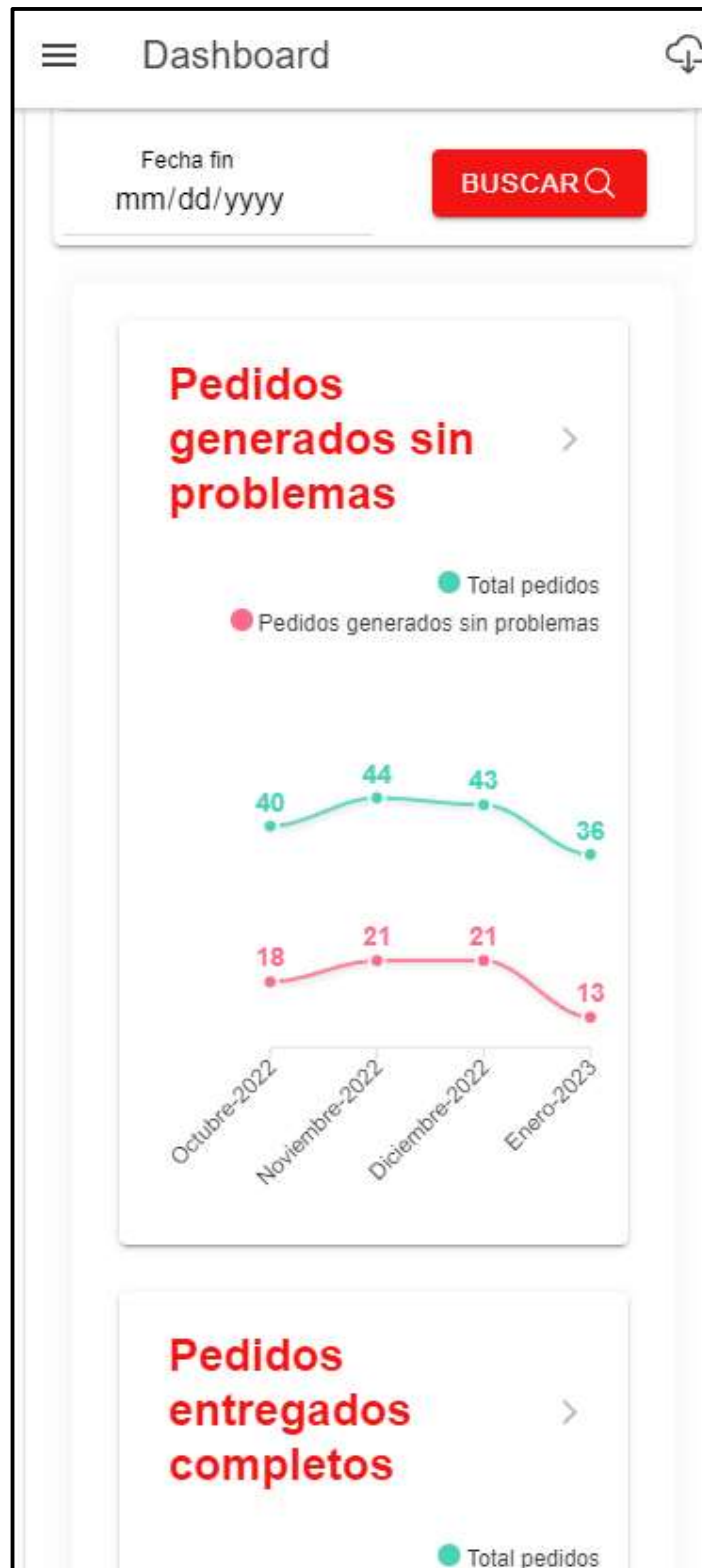 Dashboard
Fecha fin
mm/dd/yyyy
BUSCAR
Pedidos
generados sin
problemas
Total pedidos
Pedidos generados sin problemas
40
44
43
36
18
21
21
13
Octubre-2022
Noviembre-2022
Diciembre-2022
Enero-2023
Pedidos
entregados
completos
Total pedidos